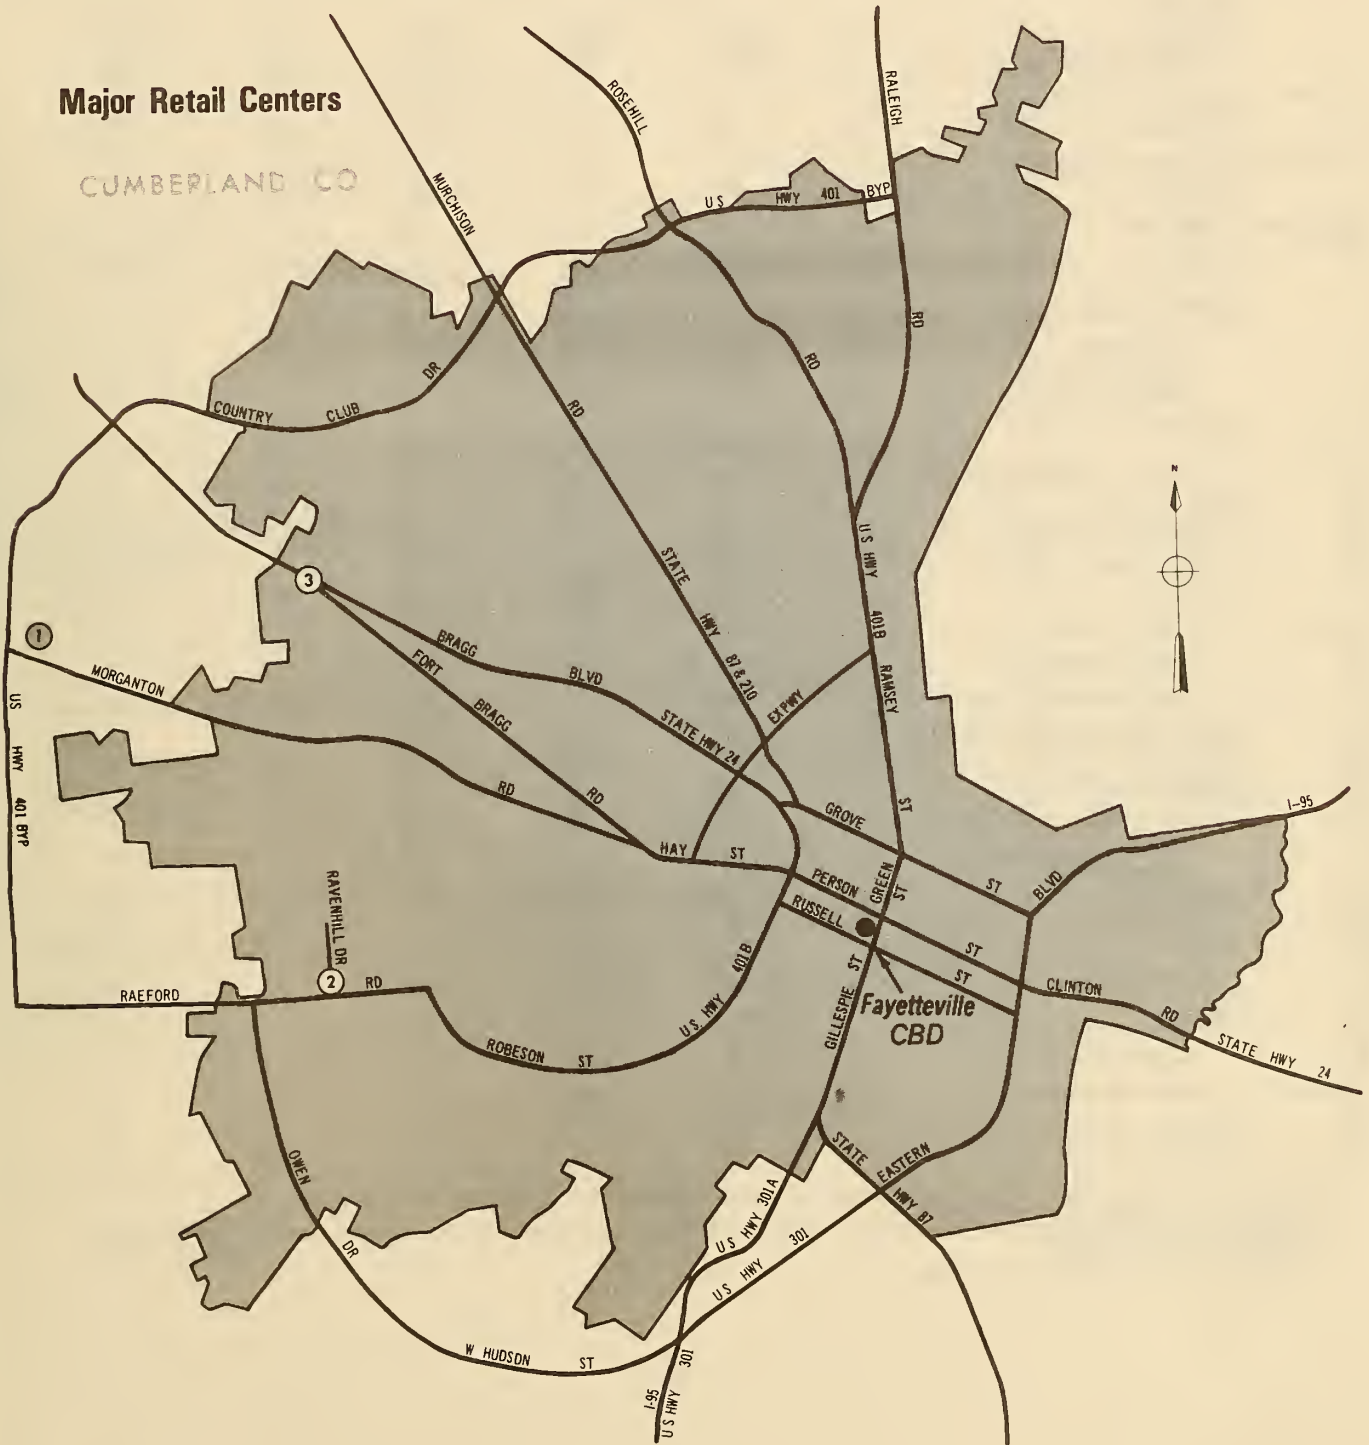 Major Retail Centers
CUMBERLAND CO
MURCHISON
RD
ROSEHILL
RD
RALEIGH
RD
US HWY 401 BYP
COUNTRY CLUB DR
3
1
2
MORGANTON
RD
US HWY 401 BYP
BRAGG BLVD
FORT BRAGG RD
STATE HWY 24
STATE HWY 87 & 210
EXPWY
US HWY 401B
RAMSEY ST
GROVE ST
HAY ST
PERSON ST
GREEN ST
RUSSELL ST
BLVD
I-95
RAVENHILL DR
RAEFORD RD
ROBESON ST
U.S. HWY 401B
GILLESPIE ST
Fayetteville
CBD
CLINTON RD
STATE HWY 24
OWEN DR
W HUDSON ST
US HWY 301A
US HWY 301
EASTERN
STATE HWY 87
I-95
US HWY 301
N